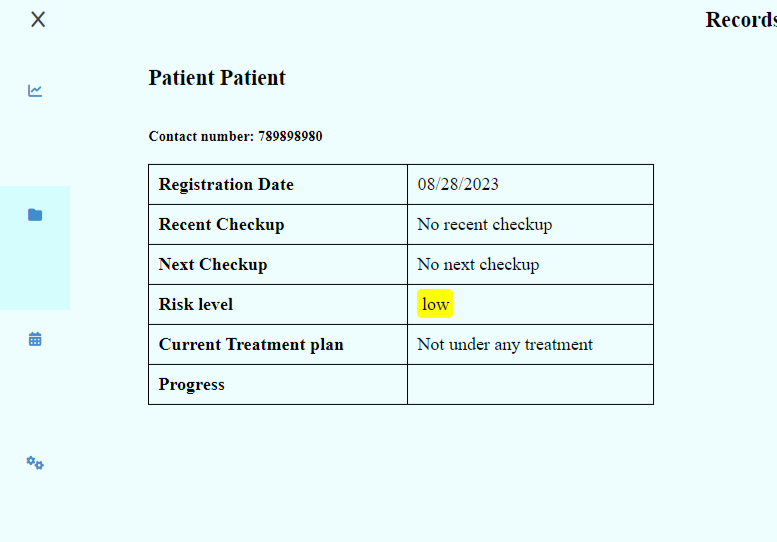 Records
Patient Patient
Contact number: 789898980
Registration Date 08/28/2023
Recent Checkup No recent checkup
Next Checkup No next checkup
Risk level low
Current Treatment plan Not under any treatment
Progress